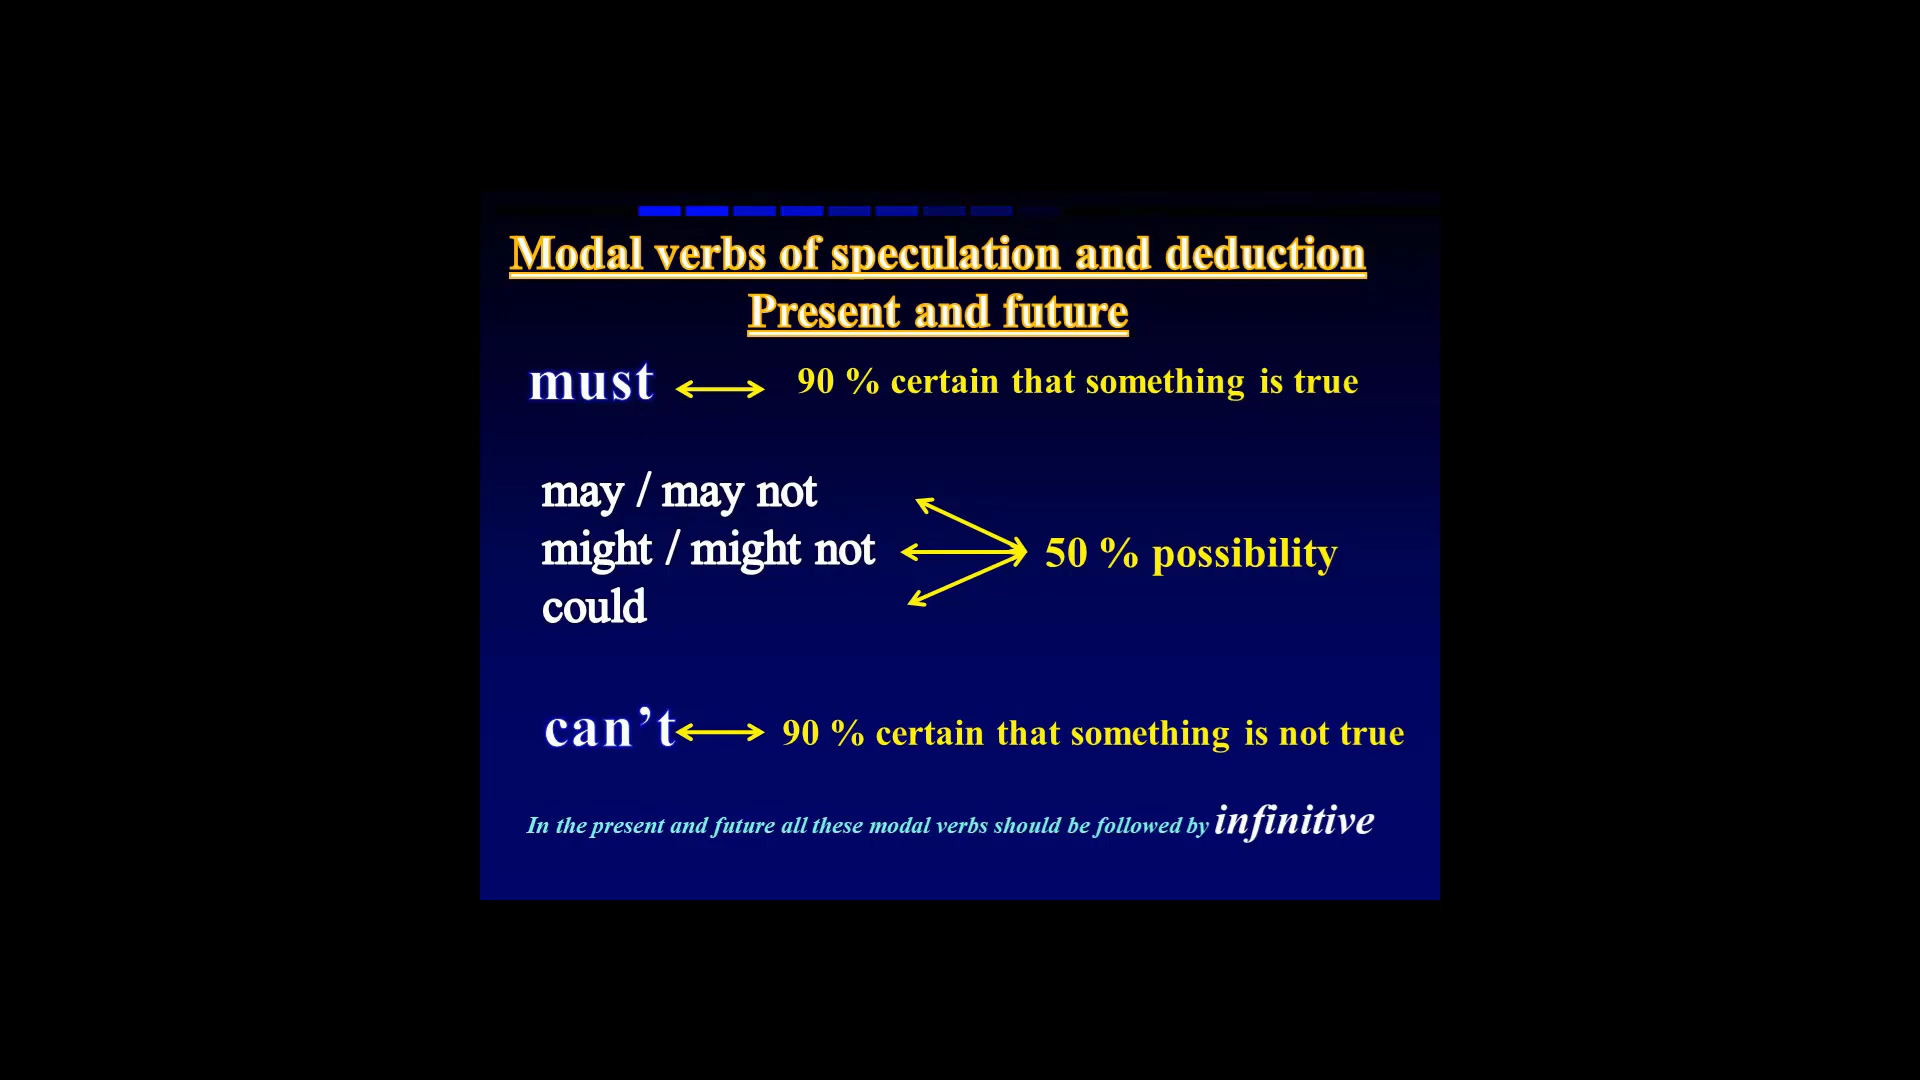 Modal verbs of speculation and deduction
Present and future
must 90 % certain that something is true
may / may not
might / might not
could
50 % possibility
can’t 90 % certain that something is not true
In the present and future all these modal verbs should be followed by infinitive